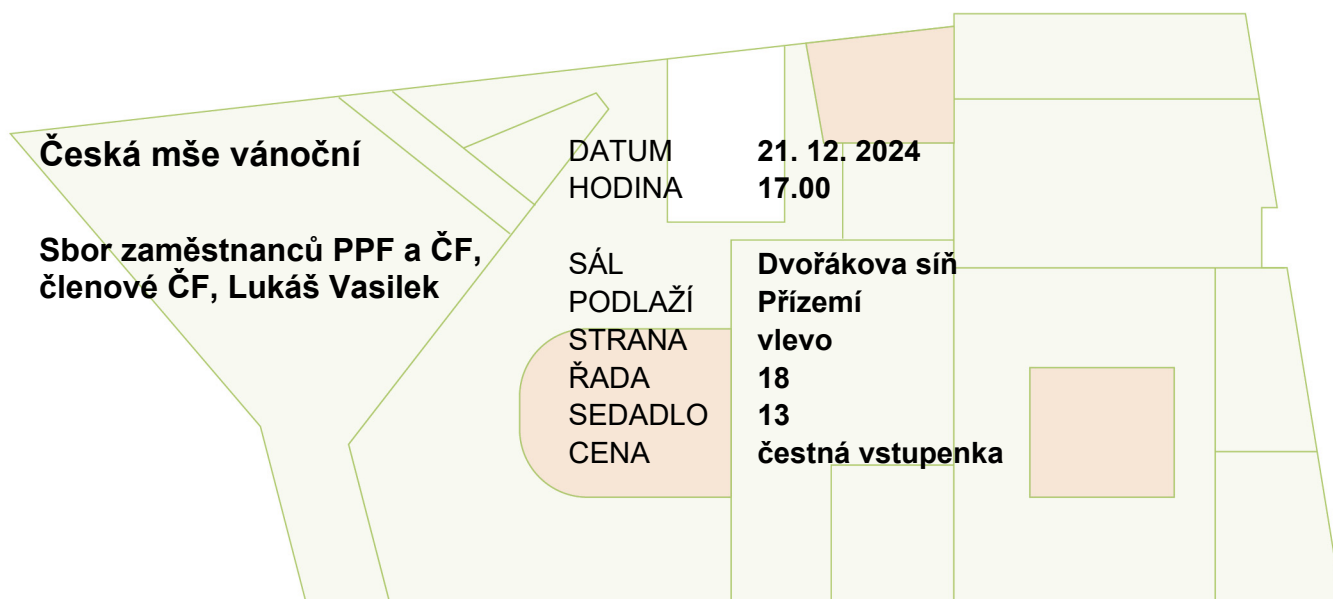 Česká mše vánoční
Sbor zaměstnanců PPF a ČF,
členové ČF, Lukáš Vasilek
DATUM 21. 12. 2024
HODINA 17.00
SÁL Dvořákova síň
PODLAŽÍ Přízemí
STRANA vlevo
ŘADA 18
SEDADLO 13
CENA čestná vstupenka